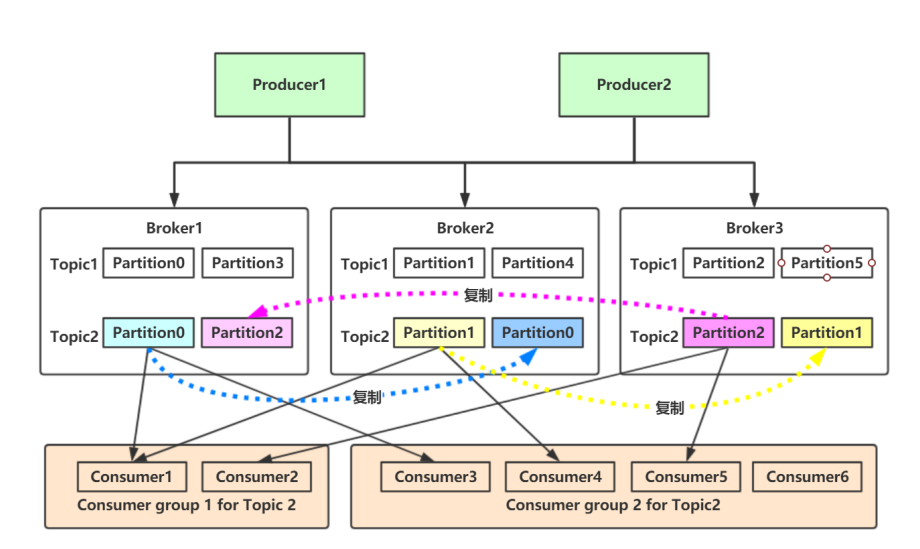 Producer1 Producer2
Broker1 Broker2 Broker3
Topic1 Partition0 Partition3 Topic1 Partition1 Partition4 Topic1 Partition2 Partition5
复制
Topic2 Partition0 Partition2 Topic2 Partition1 Partition0 Topic2 Partition2 Partition1
复制 复制
Consumer1 Consumer2 Consumer3 Consumer4 Consumer5 Consumer6
Consumer group 1 for Topic 2 Consumer group 2 for Topic2